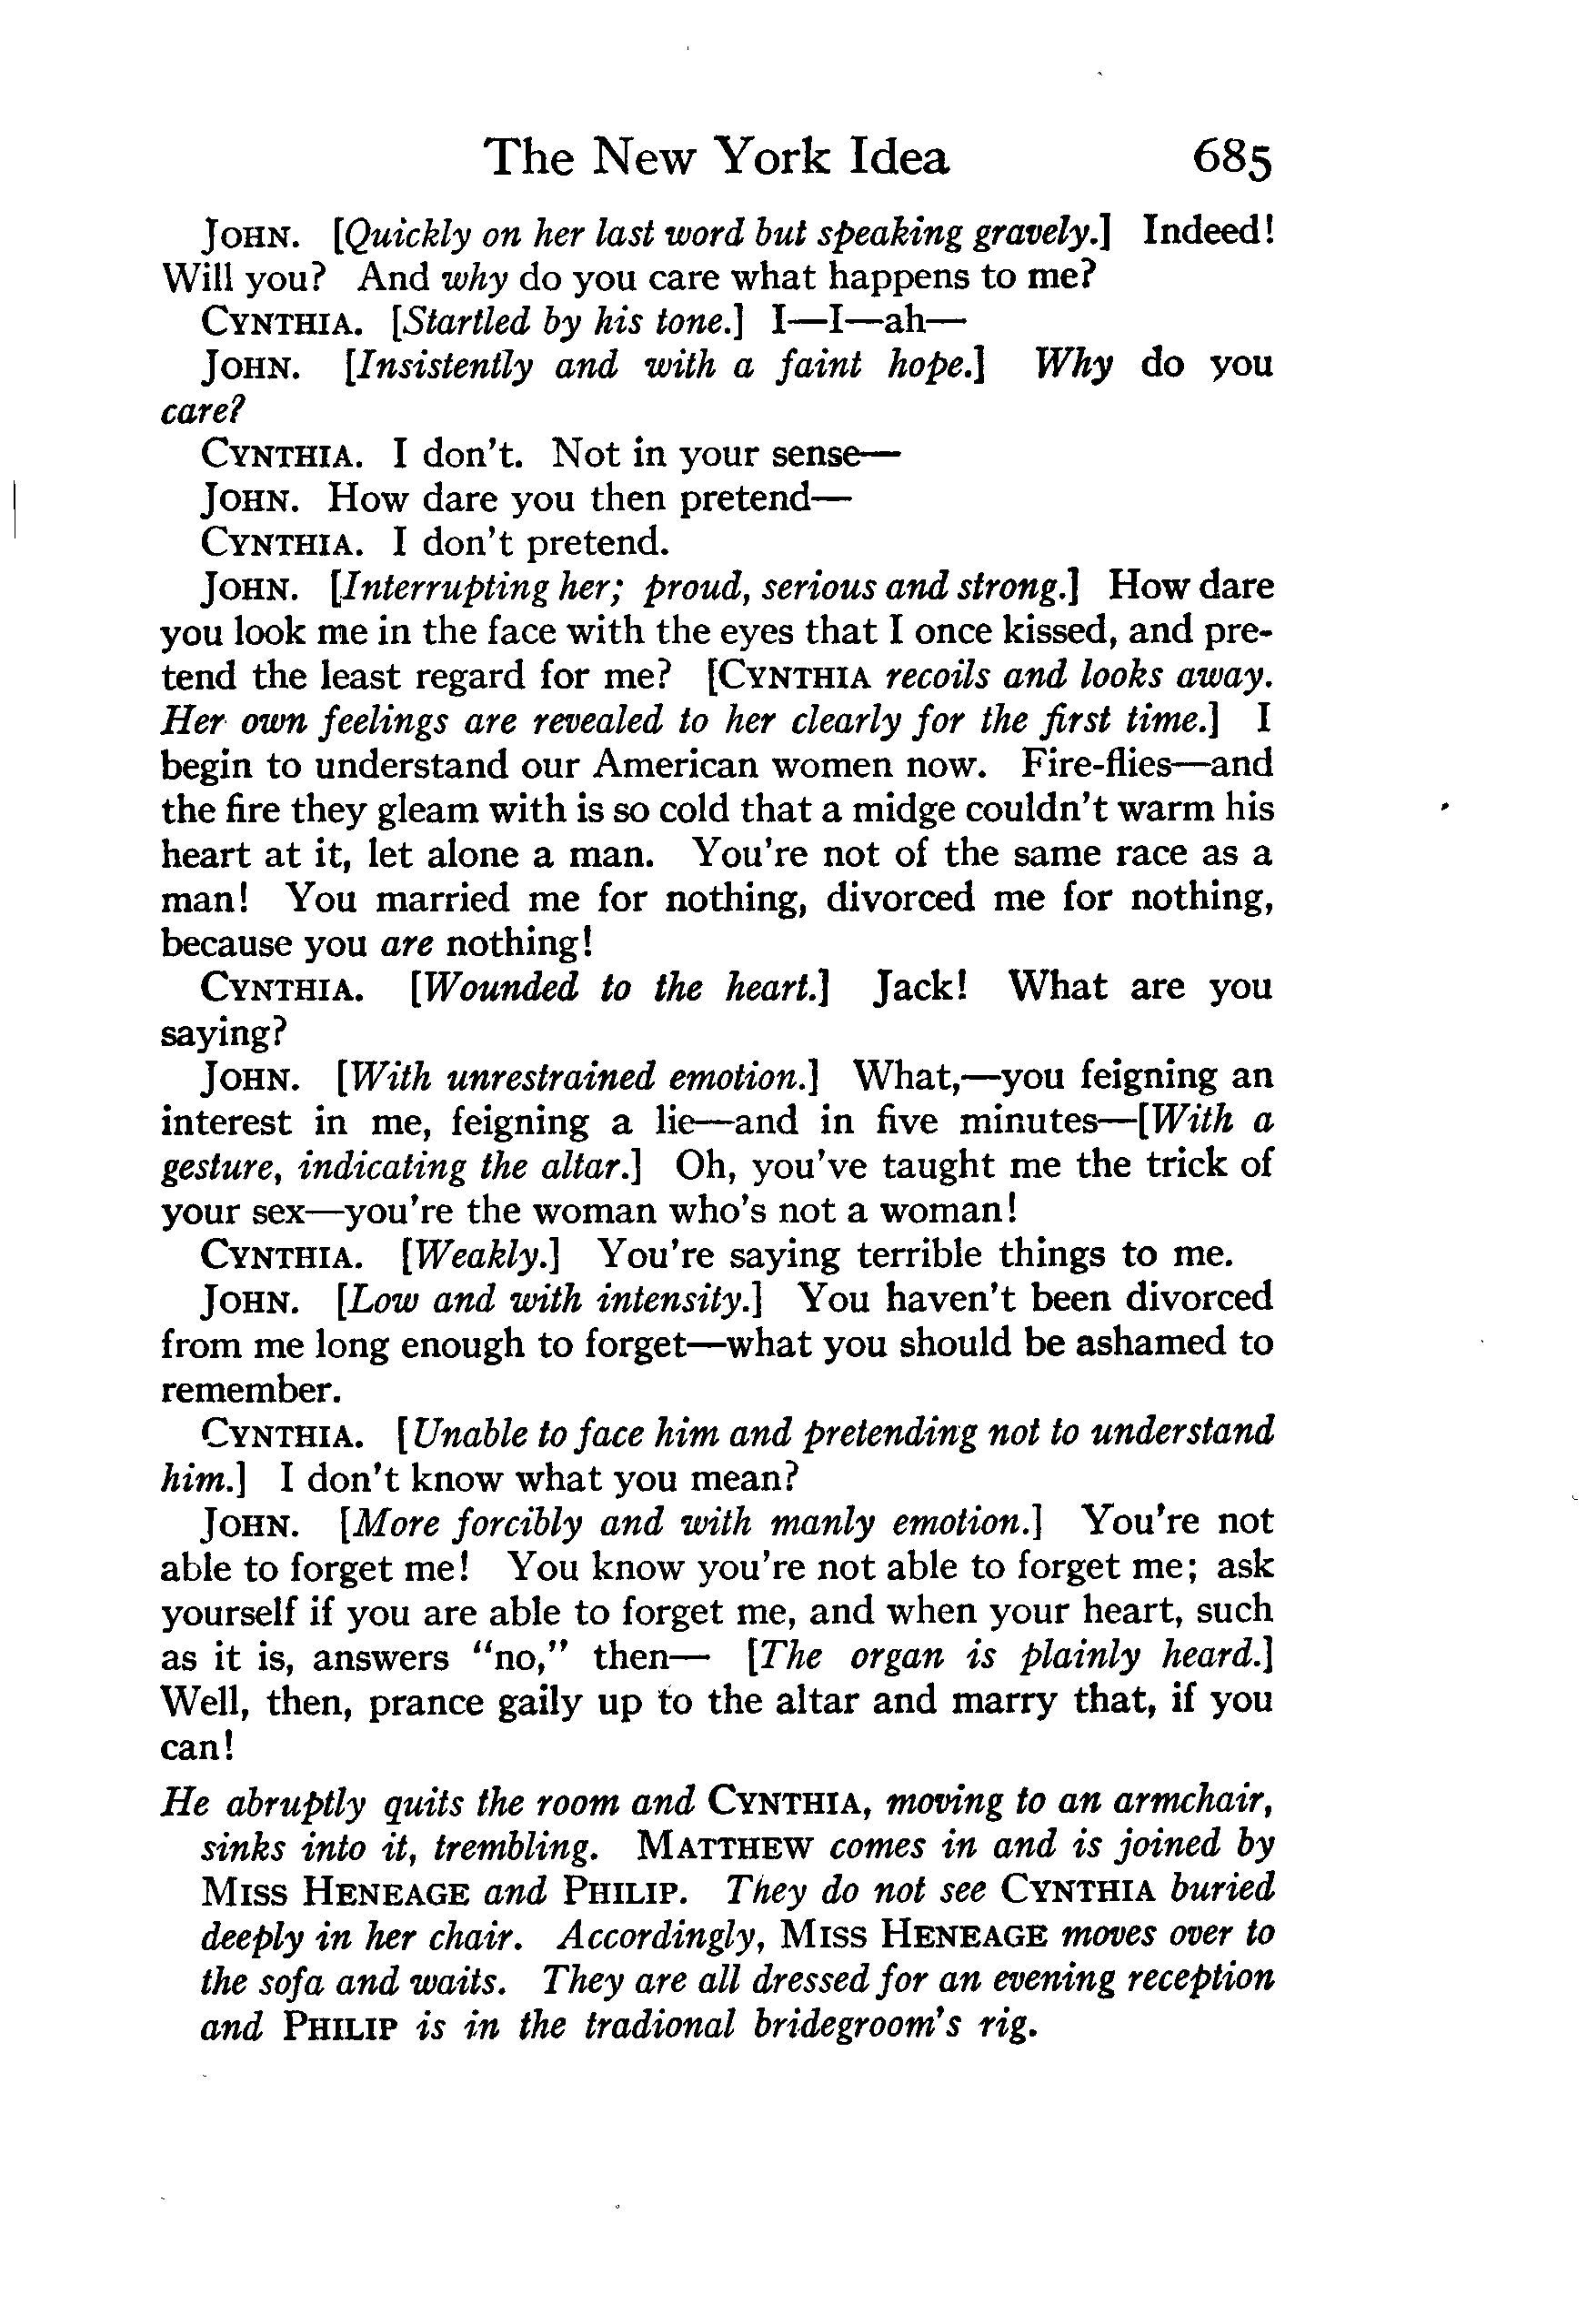 The New York Idea 685
JOHN. [Quickly on her last word but speaking gravely.] Indeed!
Will you? And why do you care what happens to me?
CYNTHIA. [Startled by his tone.] I—I—ah—
JOHN. [Insistently and with a faint hope.] Why do you
care?
CYNTHIA. I don't. Not in your sense—
JOHN. How dare you then pretend—
CYNTHIA. I don't pretend.
JOHN. [Interrupting her; proud, serious and strong.] How dare
you look me in the face with the eyes that I once kissed, and pre-
tend the least regard for me? [CYNTHIA recoils and looks away.
Her own feelings are revealed to her clearly for the first time.] I
begin to understand our American women now. Fire-flies—and
the fire they gleam with is so cold that a midge couldn't warm his
heart at it, let alone a man. You're not of the same race as a
man! You married me for nothing, divorced me for nothing,
because you are nothing!
CYNTHIA. [Wounded to the heart.] Jack! What are you
saying?
JOHN. [With unrestrained emotion.] What,—you feigning an
interest in me, feigning a lie—and in five minutes—[With a
gesture, indicating the altar.] Oh, you've taught me the trick of
your sex—you're the woman who's not a woman!
CYNTHIA. [Weakly.] You're saying terrible things to me.
JOHN. [Low and with intensity.] You haven't been divorced
from me long enough to forget—what you should be ashamed to
remember.
CYNTHIA. [Unable to face him and pretending not to understand
him.] I don't know what you mean?
JOHN. [More forcibly and with manly emotion.] You're not
able to forget me! You know you're not able to forget me; ask
yourself if you are able to forget me, and when your heart, such
as it is, answers "no," then— [The organ is plainly heard.]
Well, then, prance gaily up to the altar and marry that, if you
can!
He abruptly quits the room and CYNTHIA, moving to an armchair,
sinks into it, trembling. MATTHEW comes in and is joined by
MISS HENEAGE and PHILIP. They do not see CYNTHIA buried
deeply in her chair. Accordingly, MISS HENEAGE moves over to
the sofa and waits. They are all dressed for an evening reception
and PHILIP is in the tradional bridegroom's rig.